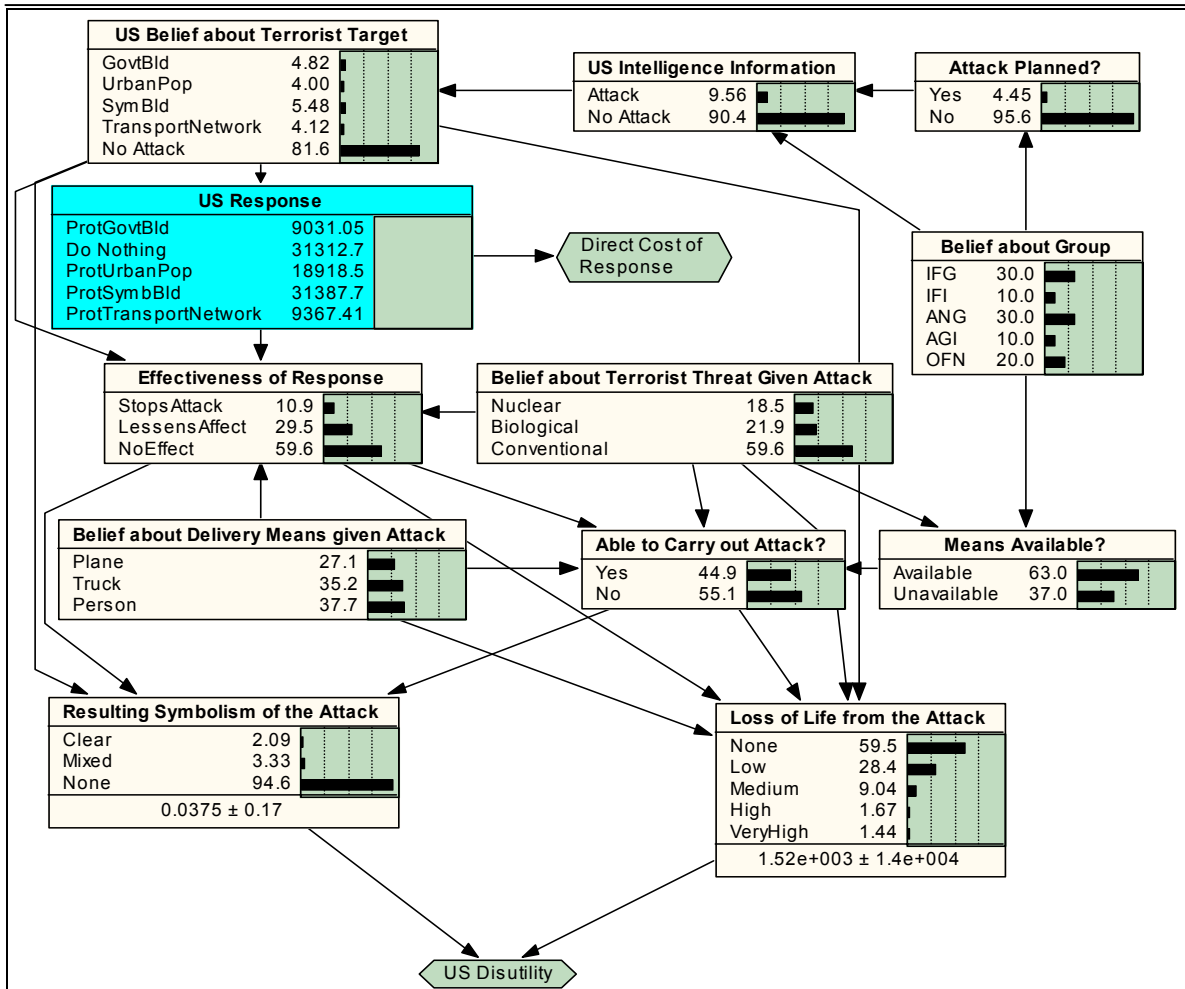 US Belief about Terrorist Target
GovtBld 4.82
UrbanPop 4.00
SymBld 5.48
TransportNetwork 4.12
No Attack 81.6
US Intelligence Information
Attack 9.56
No Attack 90.4
Attack Planned?
Yes 4.45
No 95.6
US Response
ProtGovtBld 9031.05
Do Nothing 31312.7
ProtUrbanPop 18918.5
ProtSymbBld 31387.7
ProtTransportNetwork 9367.41
Direct Cost of
Response
Belief about Group
IFG 30.0
IFI 10.0
ANG 30.0
AGI 10.0
OFN 20.0
Effectiveness of Response
StopsAttack 10.9
LessensAffect 29.5
NoEffect 59.6
Belief about Terrorist Threat Given Attack
Nuclear 18.5
Biological 21.9
Conventional 59.6
Belief about Delivery Means given Attack
Plane 27.1
Truck 35.2
Person 37.7
Able to Carry out Attack?
Yes 44.9
No 55.1
Means Available?
Available 63.0
Unavailable 37.0
Resulting Symbolism of the Attack
Clear 2.09
Mixed 3.33
None 94.6
0.0375 ± 0.17
Loss of Life from the Attack
None 59.5
Low 28.4
Medium 9.04
High 1.67
VeryHigh 1.44
1.52e+003 ± 1.4e+004
US Disutility